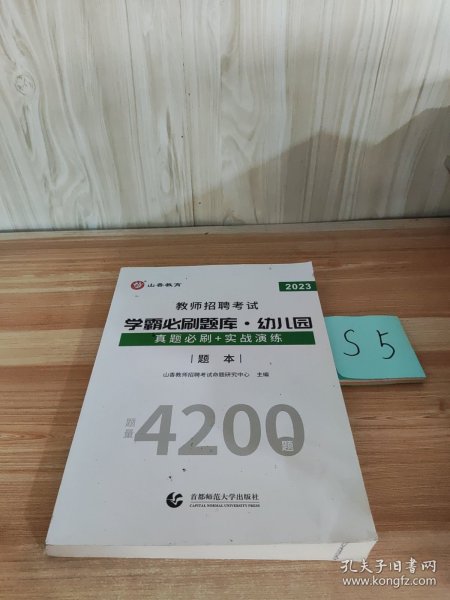 山香教育
2023
教师招聘考试
学霸必刷题库·幼儿园
真题必刷+实战演练
题本
山香教师招聘考试命题研究中心 主编
题量 4200 题
首都师范大学出版社
CAPITAL NORMAL UNIVERSITY PRESS
S5
孔夫子旧书网
www.kongfz.com